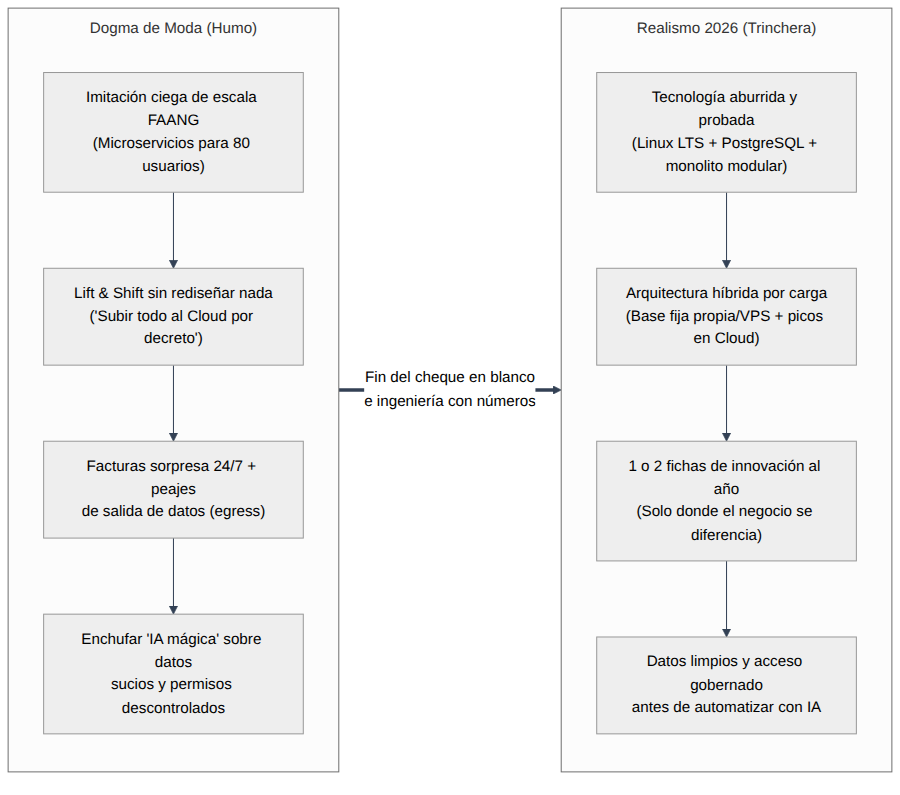 Dogma de Moda (Humo)
Imitación ciega de escala
FAANG
(Microservicios para 80
usuarios)
Lift & Shift sin rediseñar nada
('Subir todo al Cloud por
decreto')
Facturas sorpresa 24/7 +
peajes
de salida de datos (egress)
Enchufar 'IA mágica' sobre
datos
sucios y permisos
descontrolados
Fin del cheque en blanco
e ingeniería con números
Realismo 2026 (Trinchera)
Tecnología aburrida y
probada
(Linux LTS + PostgreSQL +
monolito modular)
Arquitectura híbrida por carga
(Base fija propia/VPS + picos
en Cloud)
1 o 2 fichas de innovación al
año
(Solo donde el negocio se
diferencia)
Datos limpios y acceso
gobernado
antes de automatizar con IA